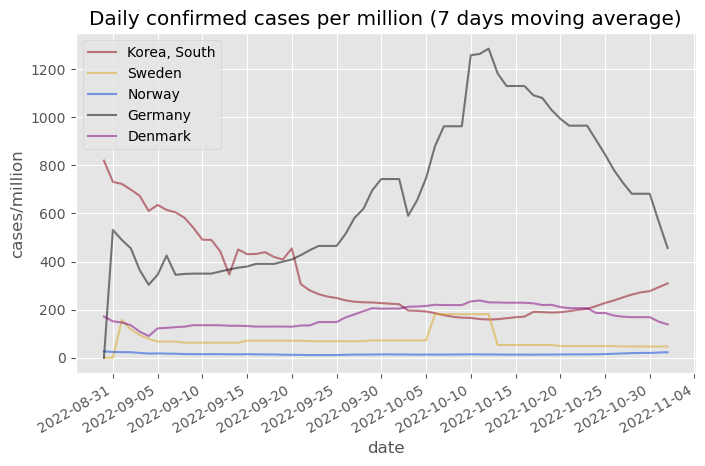 Daily confirmed cases per million (7 days moving average)
Korea, South
Sweden
Norway
Germany
Denmark
1200
1000
800
600
400
200
0
cases/million
2022-08-31
2022-09-05
2022-09-10
2022-09-15
2022-09-20
2022-09-25
2022-09-30
2022-10-05
2022-10-10
2022-10-15
2022-10-20
2022-10-25
2022-10-30
2022-11-04
date